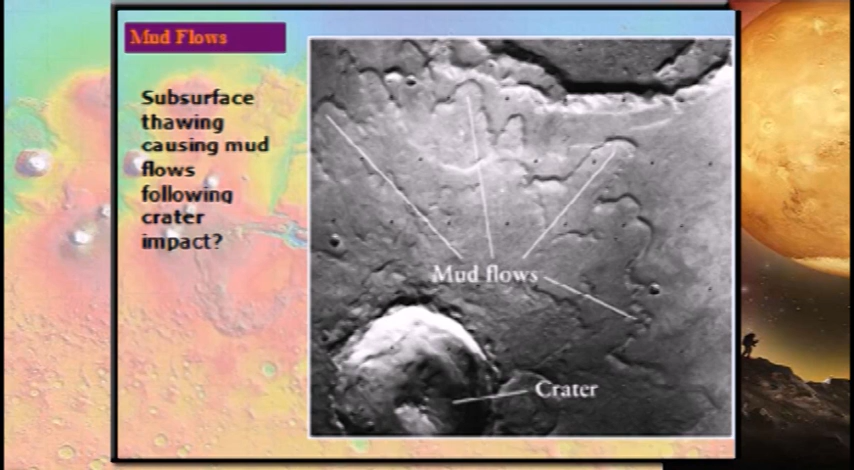 Mud Flows
Subsurface
thawing
causing mud
flows
following
crater
impact?
Mud flows
Crater